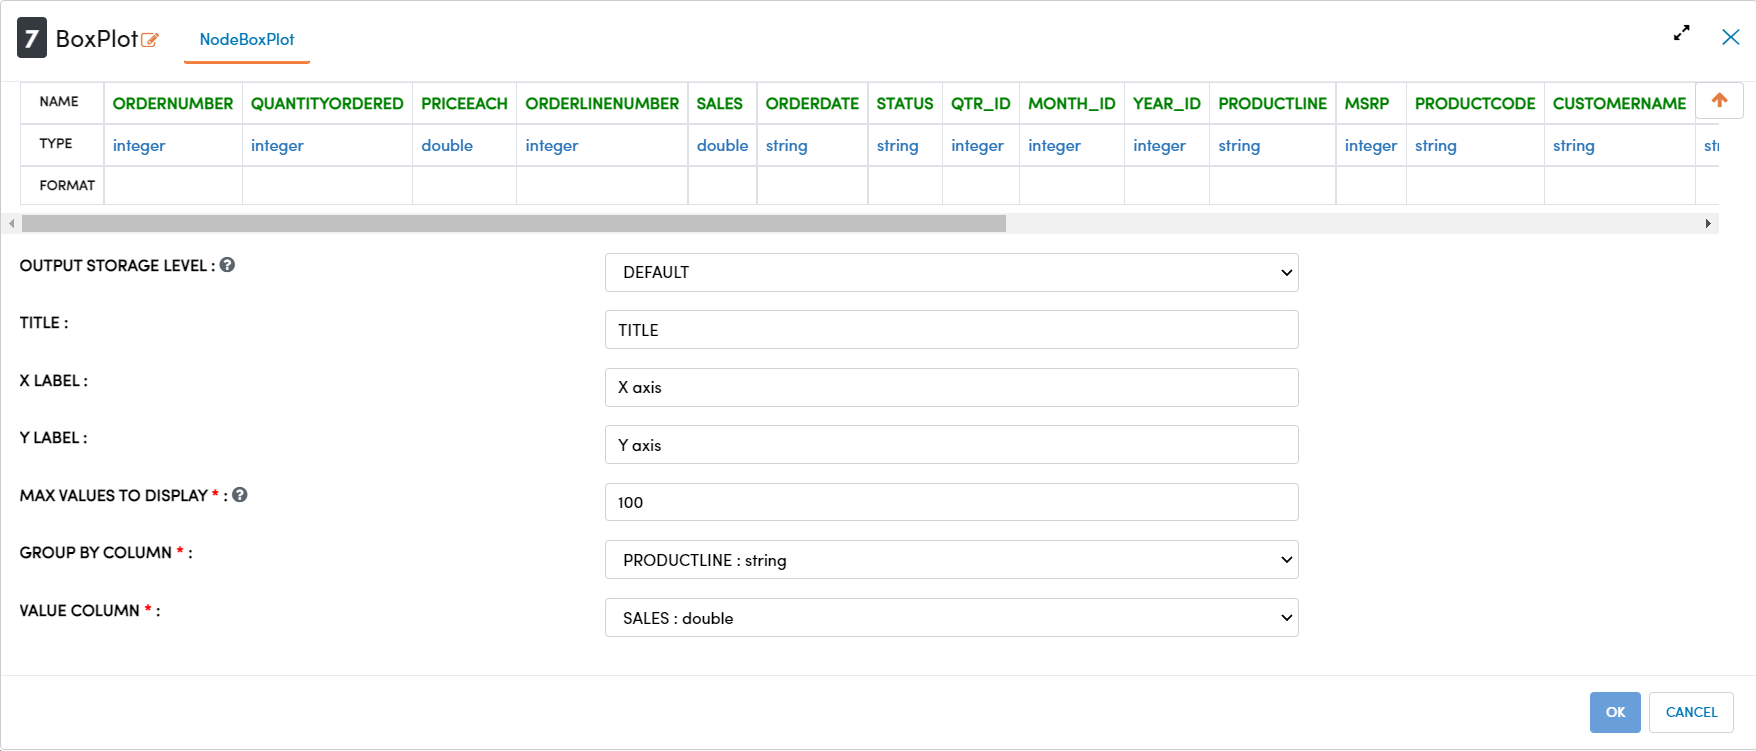 7 BoxPlot NodeBoxPlot
NAME ORDERNUMBER QUANTITYORDERED PRICEEACH ORDERLINENUMBER SALES ORDERDATE STATUS QTR_ID MONTH_ID YEAR_ID PRODUCTLINE MSRP PRODUCTCODE CUSTOMERNAME
TYPE integer integer double integer double string string integer integer integer string integer string string
FORMAT
OUTPUT STORAGE LEVEL : DEFAULT
TITLE : TITLE
X LABEL : X axis
Y LABEL : Y axis
MAX VALUES TO DISPLAY * : 100
GROUP BY COLUMN * : PRODUCTLINE : string
VALUE COLUMN * : SALES : double
OK CANCEL